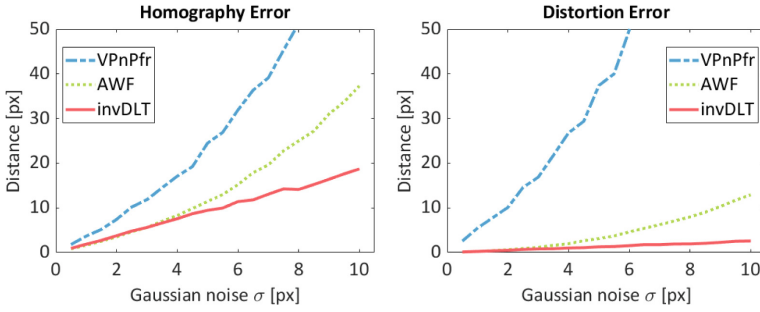 Homography Error
50
40
30
20
10
0
Distance [px]
VPnPfr
AWF
invDLT
0 2 4 6 8 10
Gaussian noise σ [px]
Distortion Error
50
40
30
20
10
0
Distance [px]
VPnPfr
AWF
invDLT
0 2 4 6 8 10
Gaussian noise σ [px]